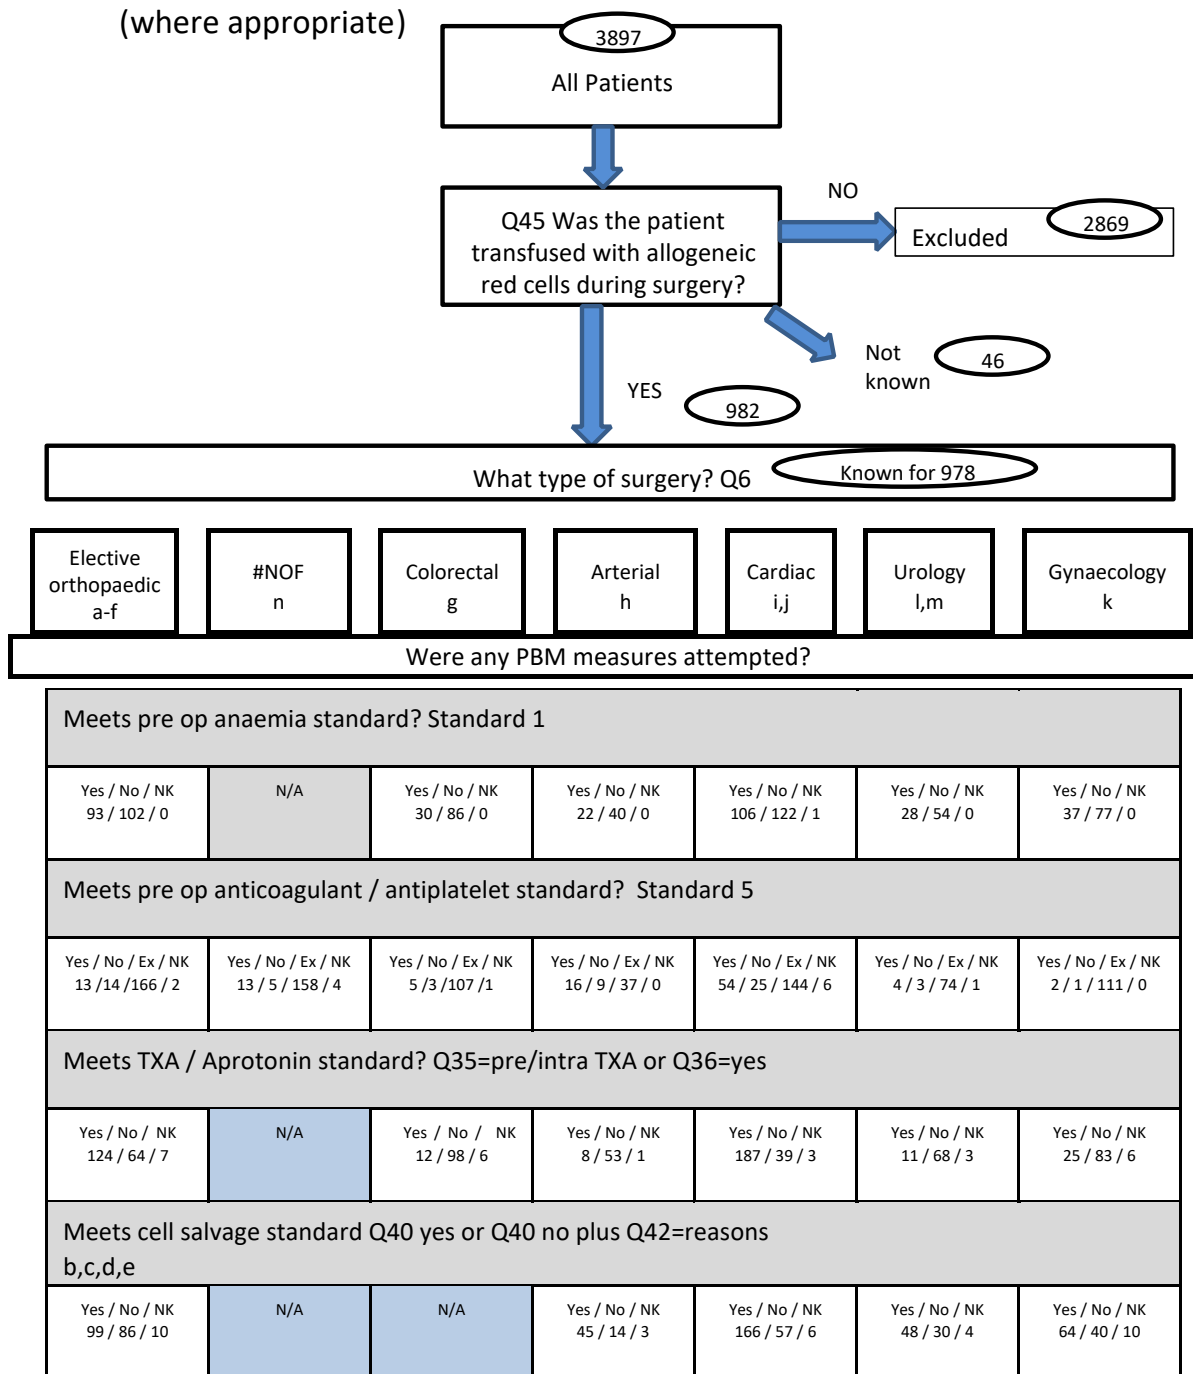 (where appropriate)
3897
All Patients
NO
Q45 Was the patient
transfused with allogeneic
red cells during surgery?
Excluded
2869
Not
known
46
YES
982
What type of surgery? Q6
Known for 978
Elective
orthopaedic
a-f
#NOF
n
Colorectal
g
Arterial
h
Cardiac
i,j
Urology
l,m
Gynaecology
k
Were any PBM measures attempted?
Meets pre op anaemia standard? Standard 1
Yes / No / NK
93 / 102 / 0
N/A
Yes / No / NK
30 / 86 / 0
Yes / No / NK
22 / 40 / 0
Yes / No / NK
106 / 122 / 1
Yes / No / NK
28 / 54 / 0
Yes / No / NK
37 / 77 / 0
Meets pre op anticoagulant / antiplatelet standard?  Standard 5
Yes / No / Ex / NK
13 /14 /166 / 2
Yes / No / Ex / NK
13 / 5 / 158 / 4
Yes / No / Ex / NK
5 /3 /107 /1
Yes / No / Ex / NK
16 / 9 / 37 / 0
Yes / No / Ex / NK
54 / 25 / 144 / 6
Yes / No / Ex / NK
4 / 3 / 74 / 1
Yes / No / Ex / NK
2 / 1 / 111 / 0
Meets TXA / Aprotonin standard? Q35=pre/intra TXA or Q36=yes
Yes / No /  NK
124 / 64 / 7
N/A
Yes / No / NK
12 / 98 / 6
Yes / No / NK
8 / 53 / 1
Yes / No / NK
187 / 39 / 3
Yes / No / NK
11 / 68 / 3
Yes / No / NK
25 / 83 / 6
Meets cell salvage standard Q40 yes or Q40 no plus Q42=reasons
b,c,d,e
Yes / No / NK
99 / 86 / 10
N/A
N/A
Yes / No / NK
45 / 14 / 3
Yes / No / NK
166 / 57 / 6
Yes / No / NK
48 / 30 / 4
Yes / No / NK
64 / 40 / 10